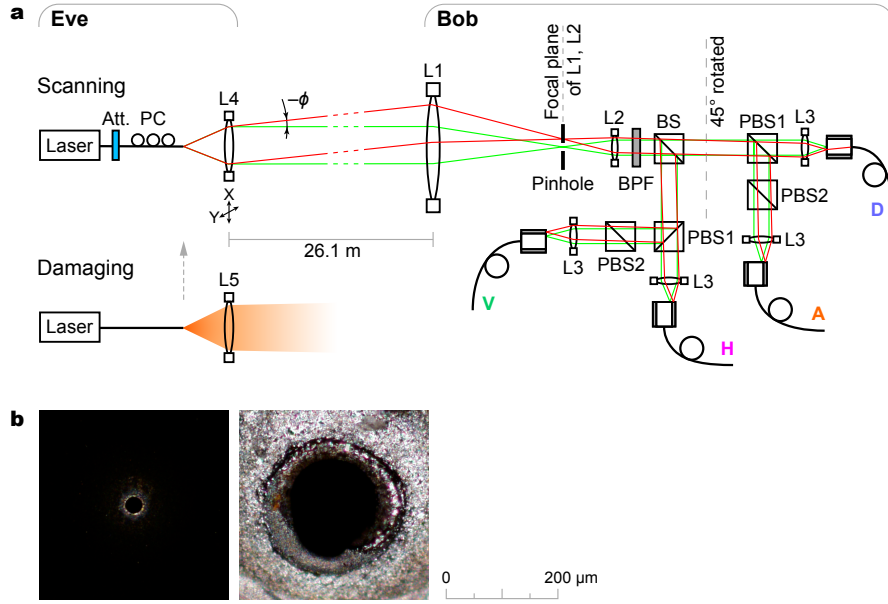 a
Eve
Bob
Scanning
Att.
PC
Laser
L4
−ϕ
X
Y
26.1 m
L1
Focal plane
of L1, L2
Pinhole
L2
BPF
BS
45° rotated
PBS1
L3
PBS2
D
L3
A
PBS1
PBS2
L3
V
L3
H
Damaging
Laser
L5
b
0
200 µm